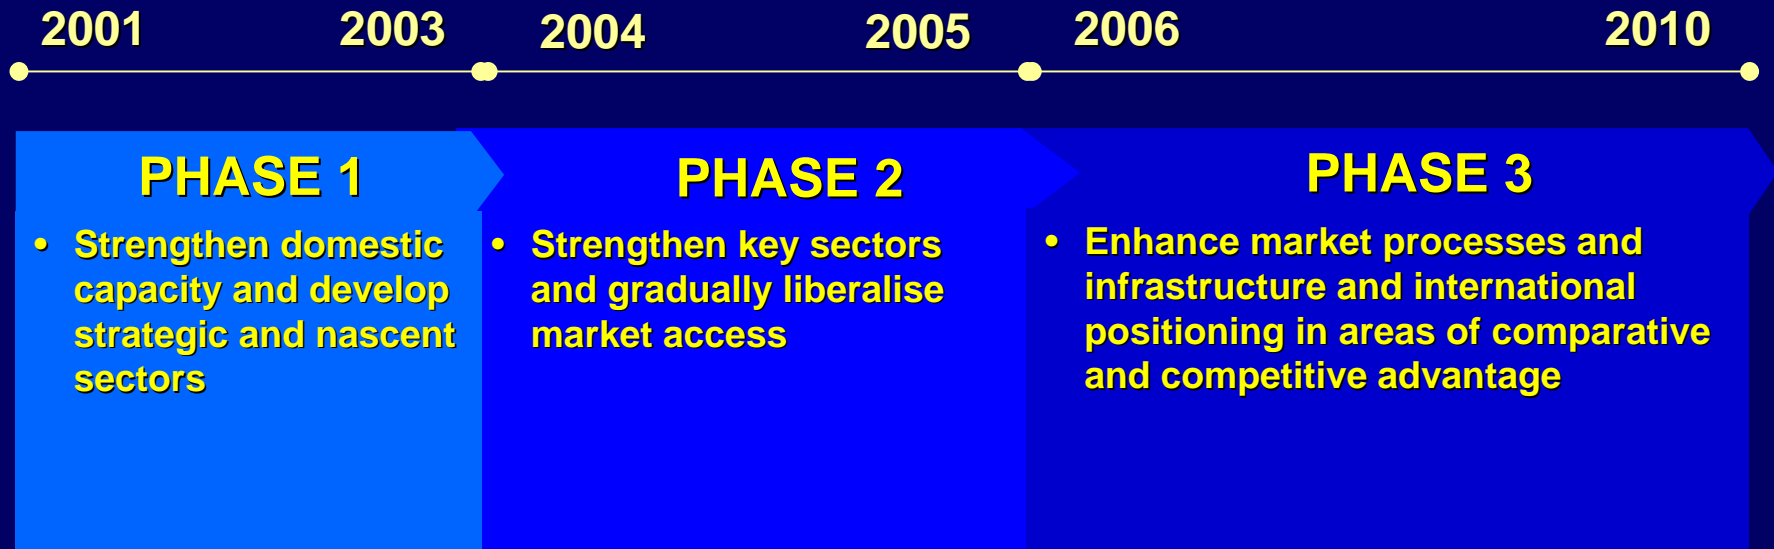 2001 2003 2004 2005 2006 2010
PHASE 1
• Strengthen domestic
capacity and develop
strategic and nascent
sectors
PHASE 2
• Strengthen key sectors
and gradually liberalise
market access
PHASE 3
• Enhance market processes and
infrastructure and international
positioning in areas of comparative
and competitive advantage